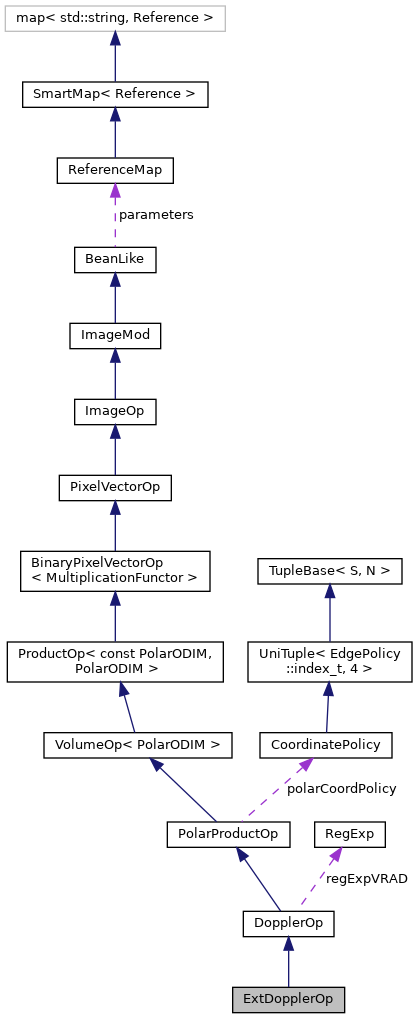 map< std::string, Reference >
SmartMap< Reference >
ReferenceMap
parameters
BeanLike
ImageMod
ImageOp
PixelVectorOp
BinaryPixelVectorOp
< MultiplicationFunctor >
TupleBase< S, N >
ProductOp< const PolarODIM,
PolarODIM >
UniTuple< EdgePolicy
::index_t, 4 >
VolumeOp< PolarODIM >
CoordinatePolicy
polarCoordPolicy
PolarProductOp
RegExp
regExpVRAD
DopplerOp
ExtDopplerOp